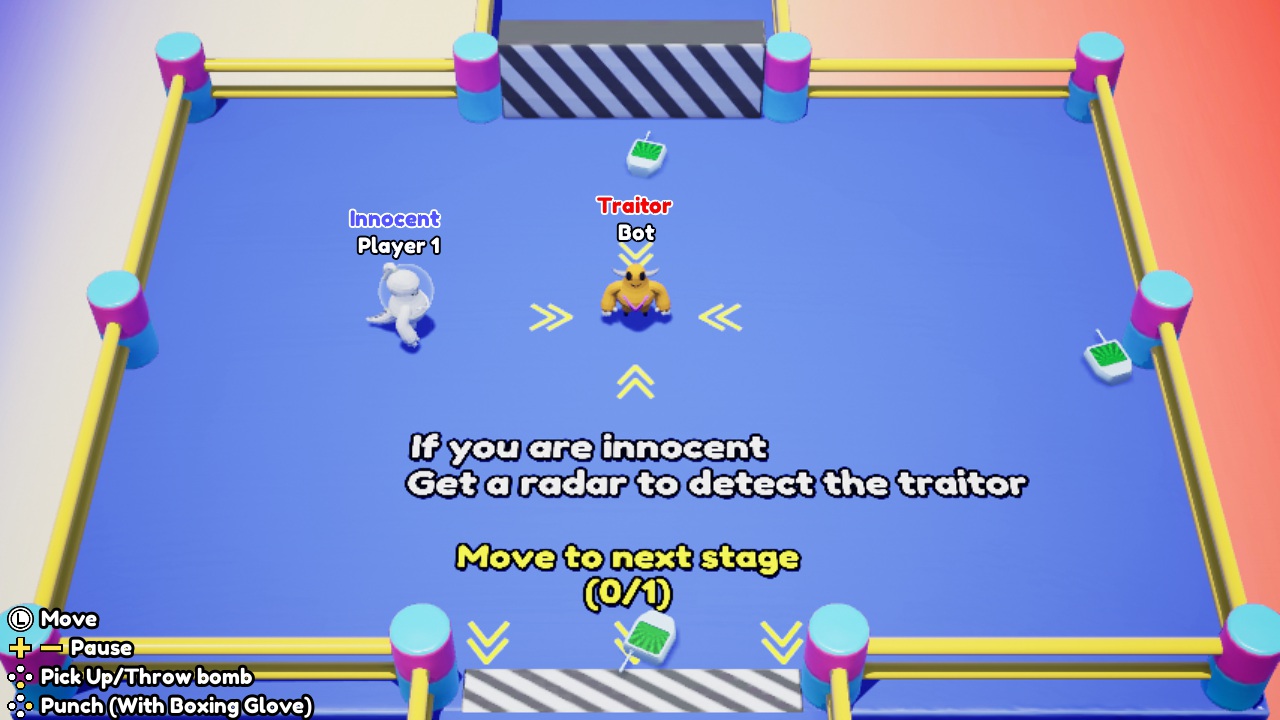 Traitor
Bot
Innocent
Player 1
If you are innocent
Get a radar to detect the traitor
Move to next stage
(0/1)
L Move
+ − Pause
Pick Up/Throw bomb
Punch (With Boxing Glove)